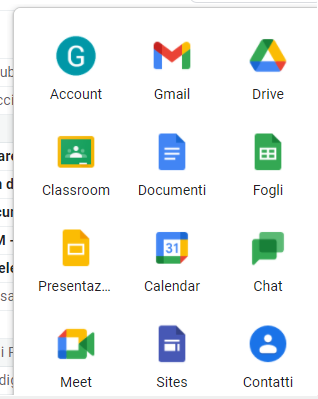 G
Account Gmail Drive
Classroom Documenti Fogli
31
Presentaz... Calendar Chat
Meet Sites Contatti